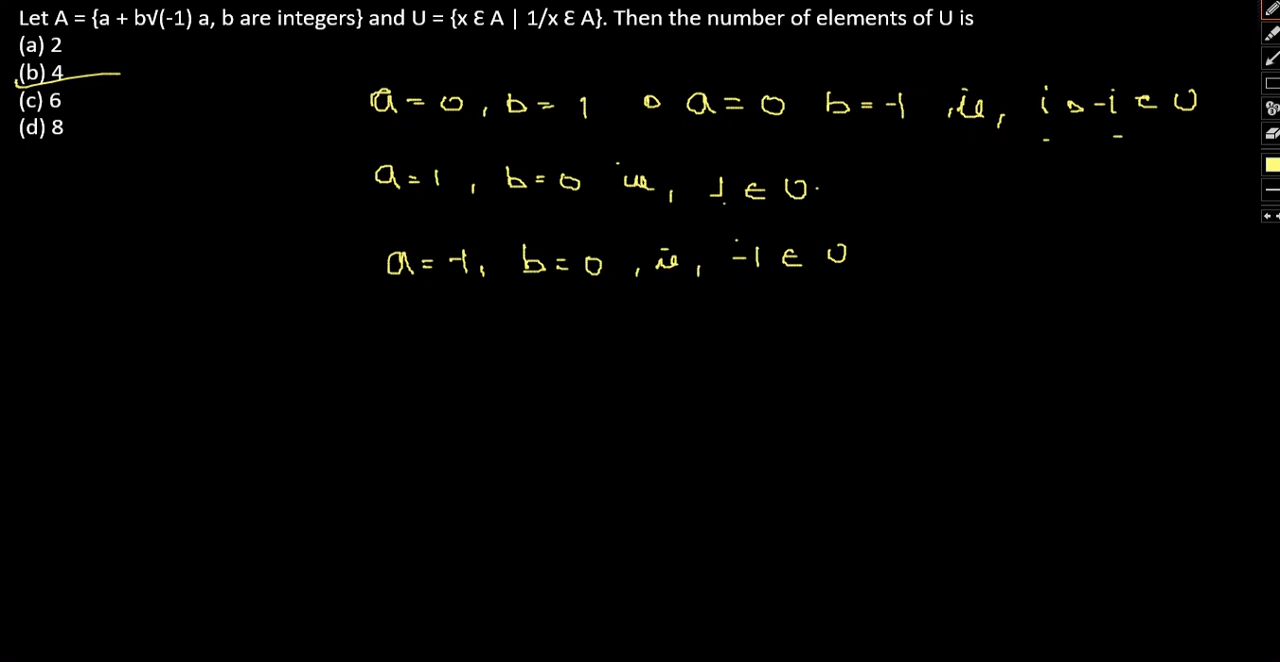 Let A = {a + b√(-1) a, b are integers} and U = {x Ɛ A | 1/x Ɛ A}. Then the number of elements of U is
(a) 2
(b) 4
(c) 6
(d) 8
a = 0, b = 1 a = 0 b = -1, ie, i -i ∈ U
a = 1, b = 0 ie, 1 ∈ U.
a = -1, b = 0, ie, -1 ∈ U